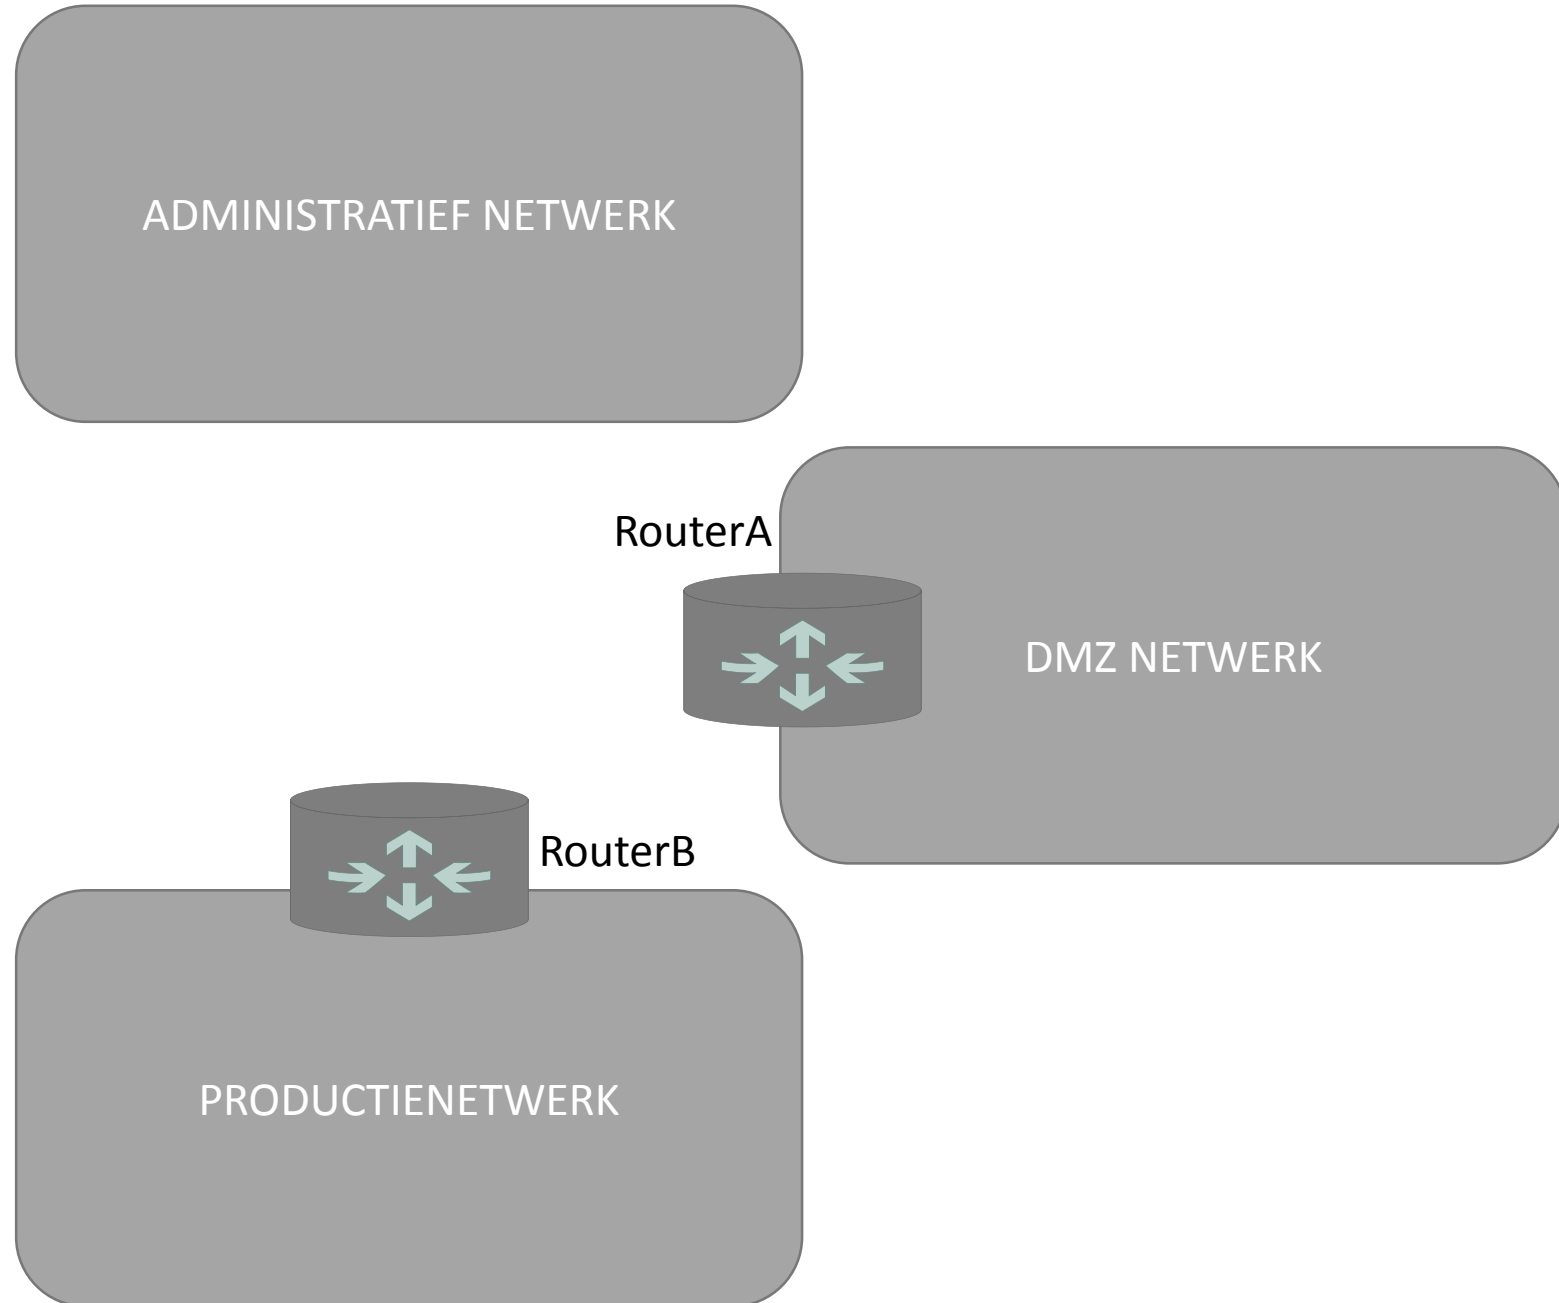 ADMINISTRATIEF NETWERK
RouterA
DMZ NETWERK
RouterB
PRODUCTIENETWERK